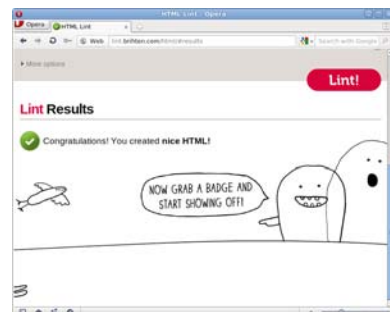 HTML Lint - Opera
Opera
HTML Lint
Web
lint.brihten.com/html/#results
Search with Google
More options
Lint!
Lint Results
Congratulations! You created nice HTML!
NOW GRAB A BADGE AND
START SHOWING OFF!